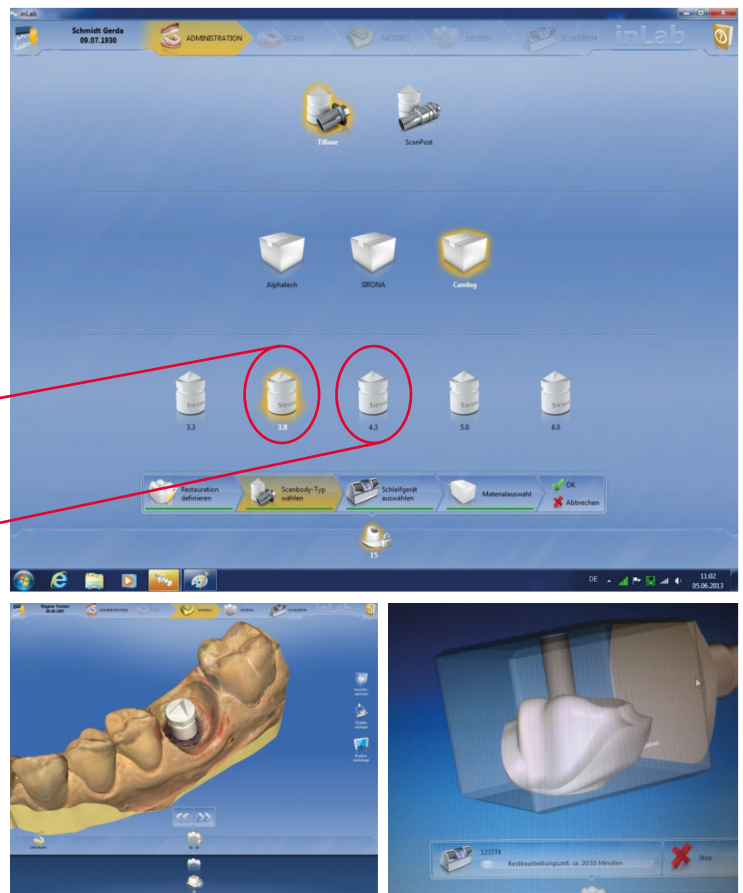 inLab
Schmidt Gerda
09.07.1930
ADMINISTRATION
SCAN
MODELL
DESIGN
SCHLEIFEN
inLab
TiBase
ScanPost
Alphatech
SIRONA
Camlog
3.3
3.8
4.3
5.0
6.0
Restauration
definieren
Scanbody-Typ
wählen
Schleifgerät
auswählen
Materialauswahl
OK
Abbrechen
15
DE
11:02
05.06.2013
ADMINISTRATION
MODELL
DESIGN
SCHLEIFEN
inLab
123774
Restbearbeitungszeit: ca. 20:53 Minuten
Stop